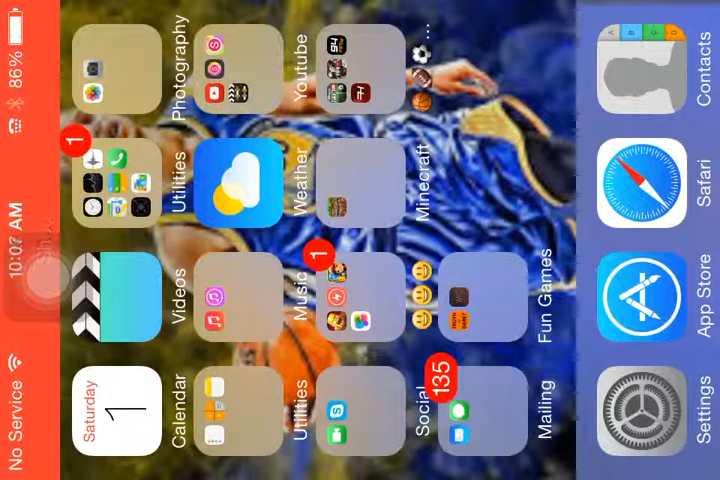 No Service 10:07 AM 86%
Saturday
1
1
Calendar Videos Utilities Photography
Utilities Music Weather Youtube
1
Social 😃😃😃 Minecraft 🏀🏈⚽...
135
Mailing Fun Games
A B C D
Settings App Store Safari Contacts